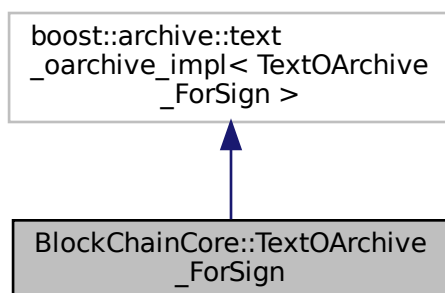 boost::archive::text
_oarchive_impl< TextOArchive
_ForSign >
BlockChainCore::TextOArchive
_ForSign